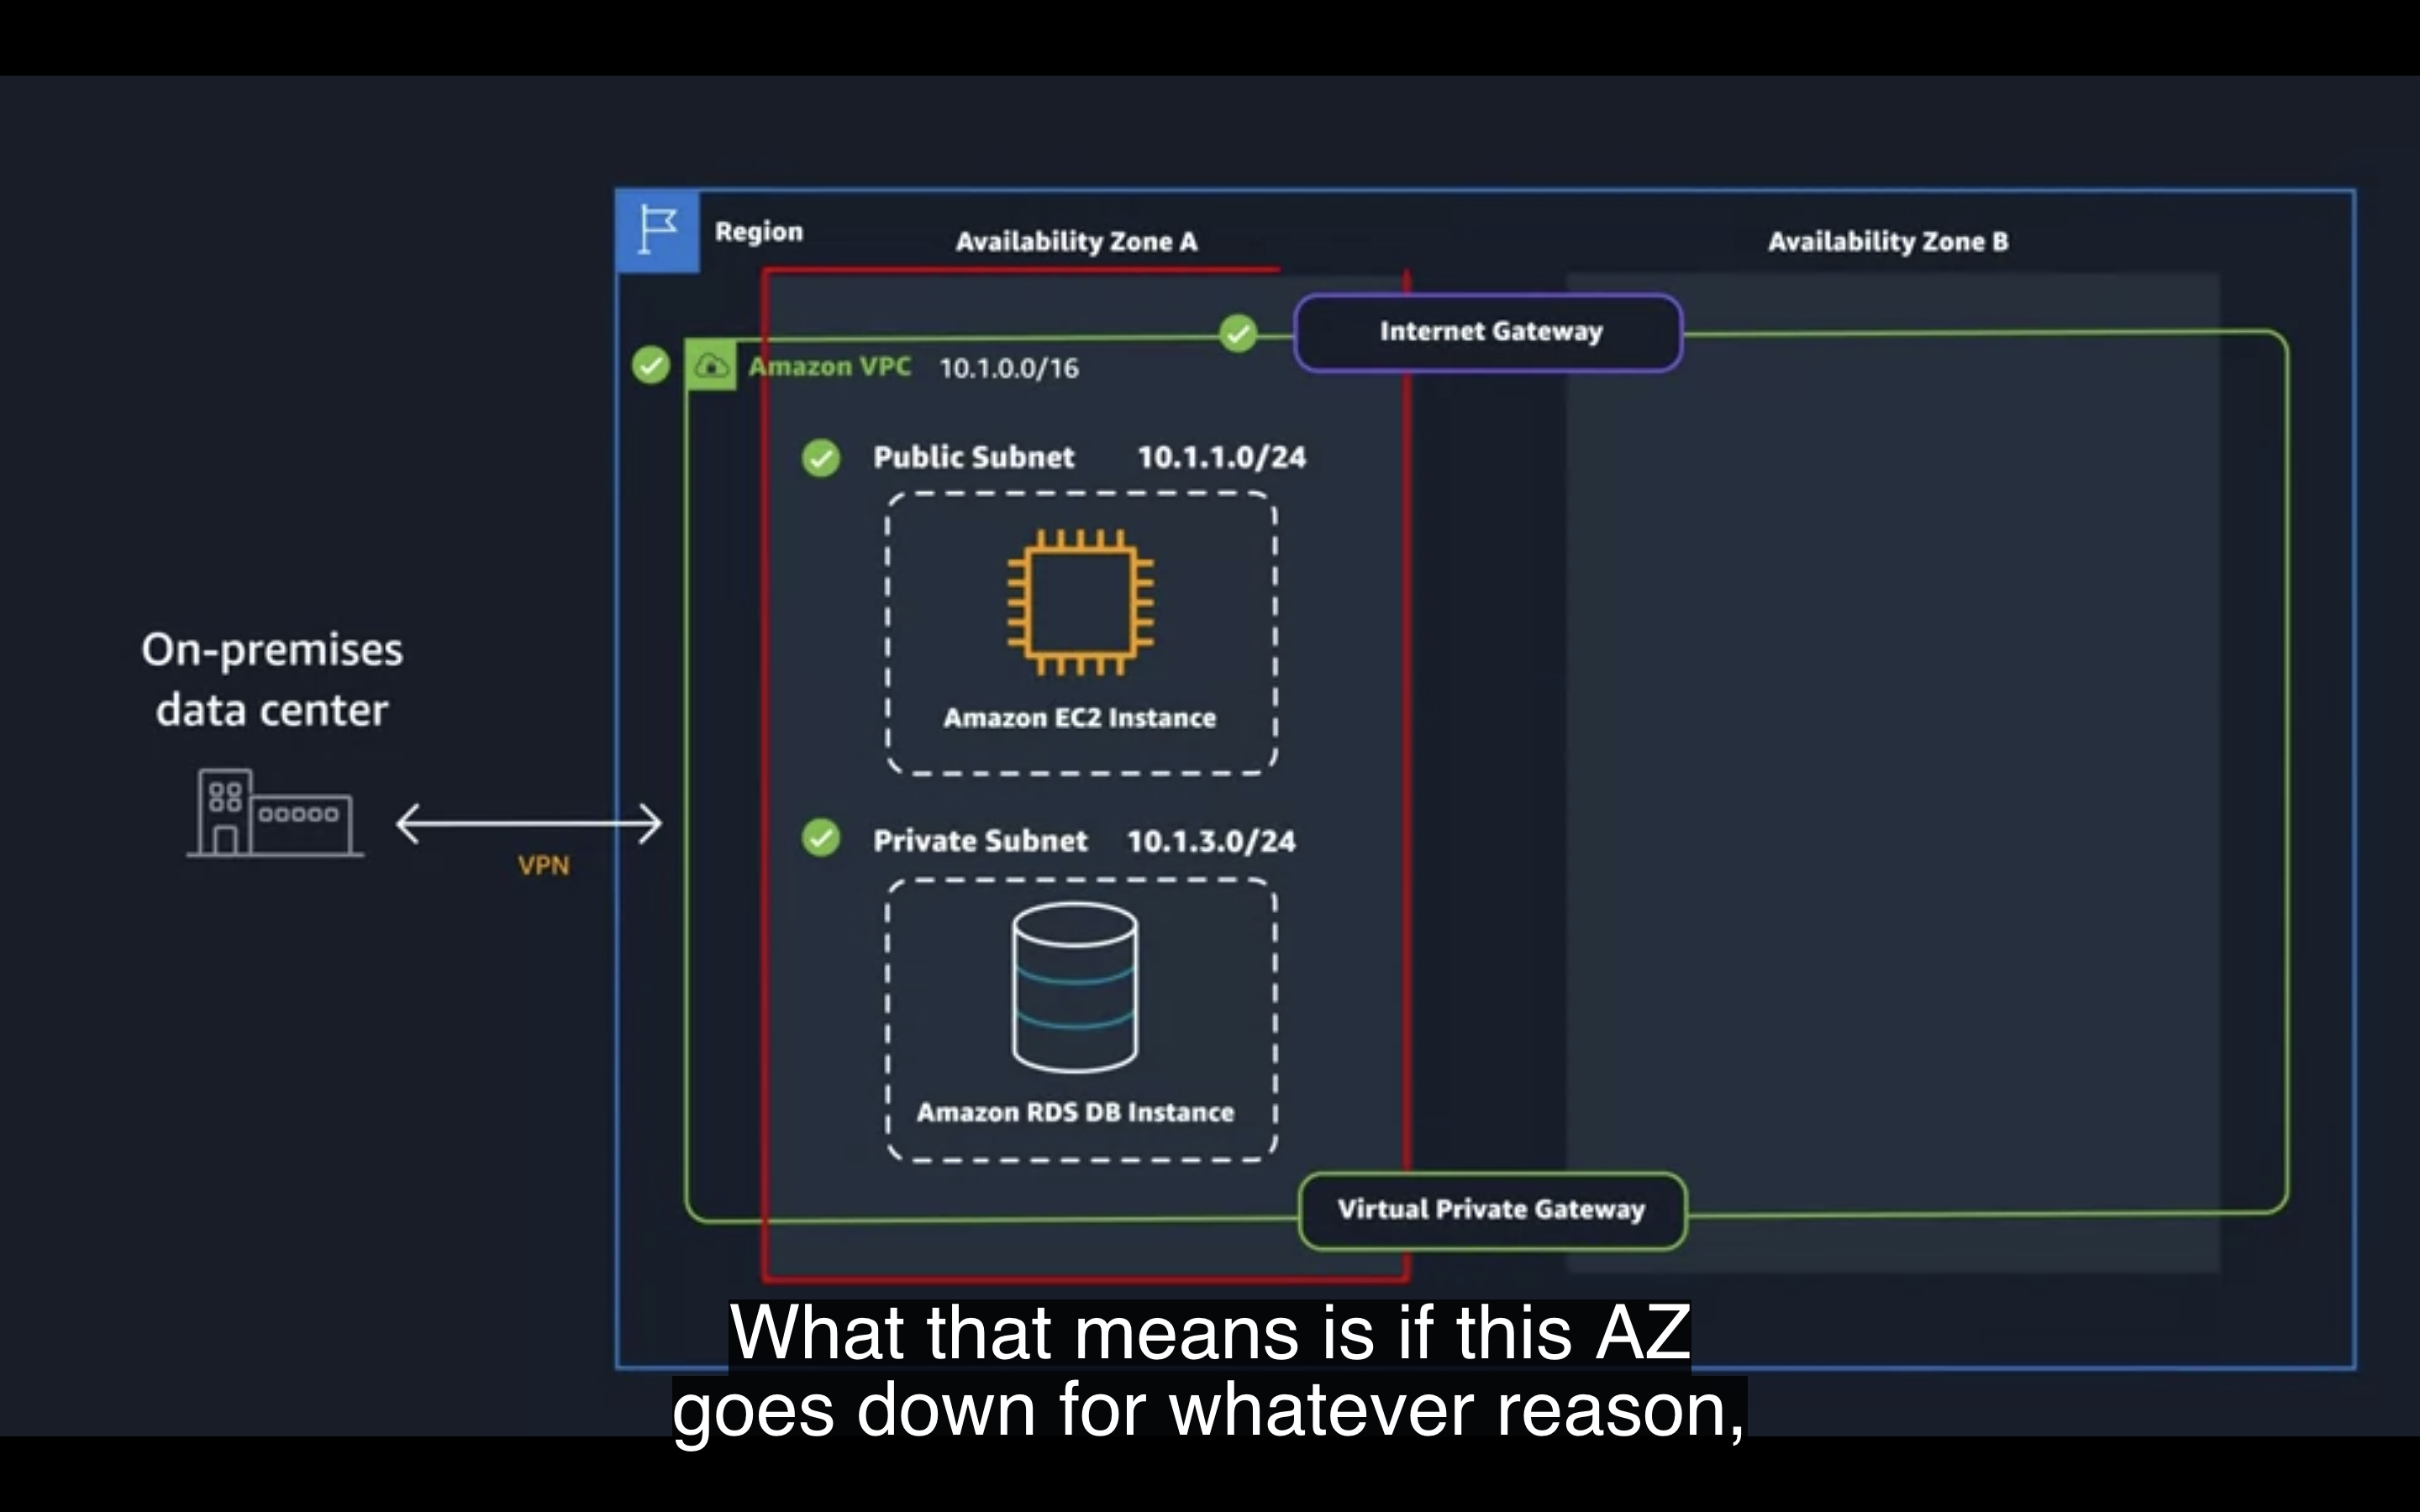 Region
Availability Zone A
Availability Zone B
Internet Gateway
Amazon VPC 10.1.0.0/16
Public Subnet 10.1.1.0/24
Amazon EC2 Instance
On-premises
data center
VPN
Private Subnet 10.1.3.0/24
Amazon RDS DB Instance
Virtual Private Gateway
What that means is if this AZ
goes down for whatever reason,